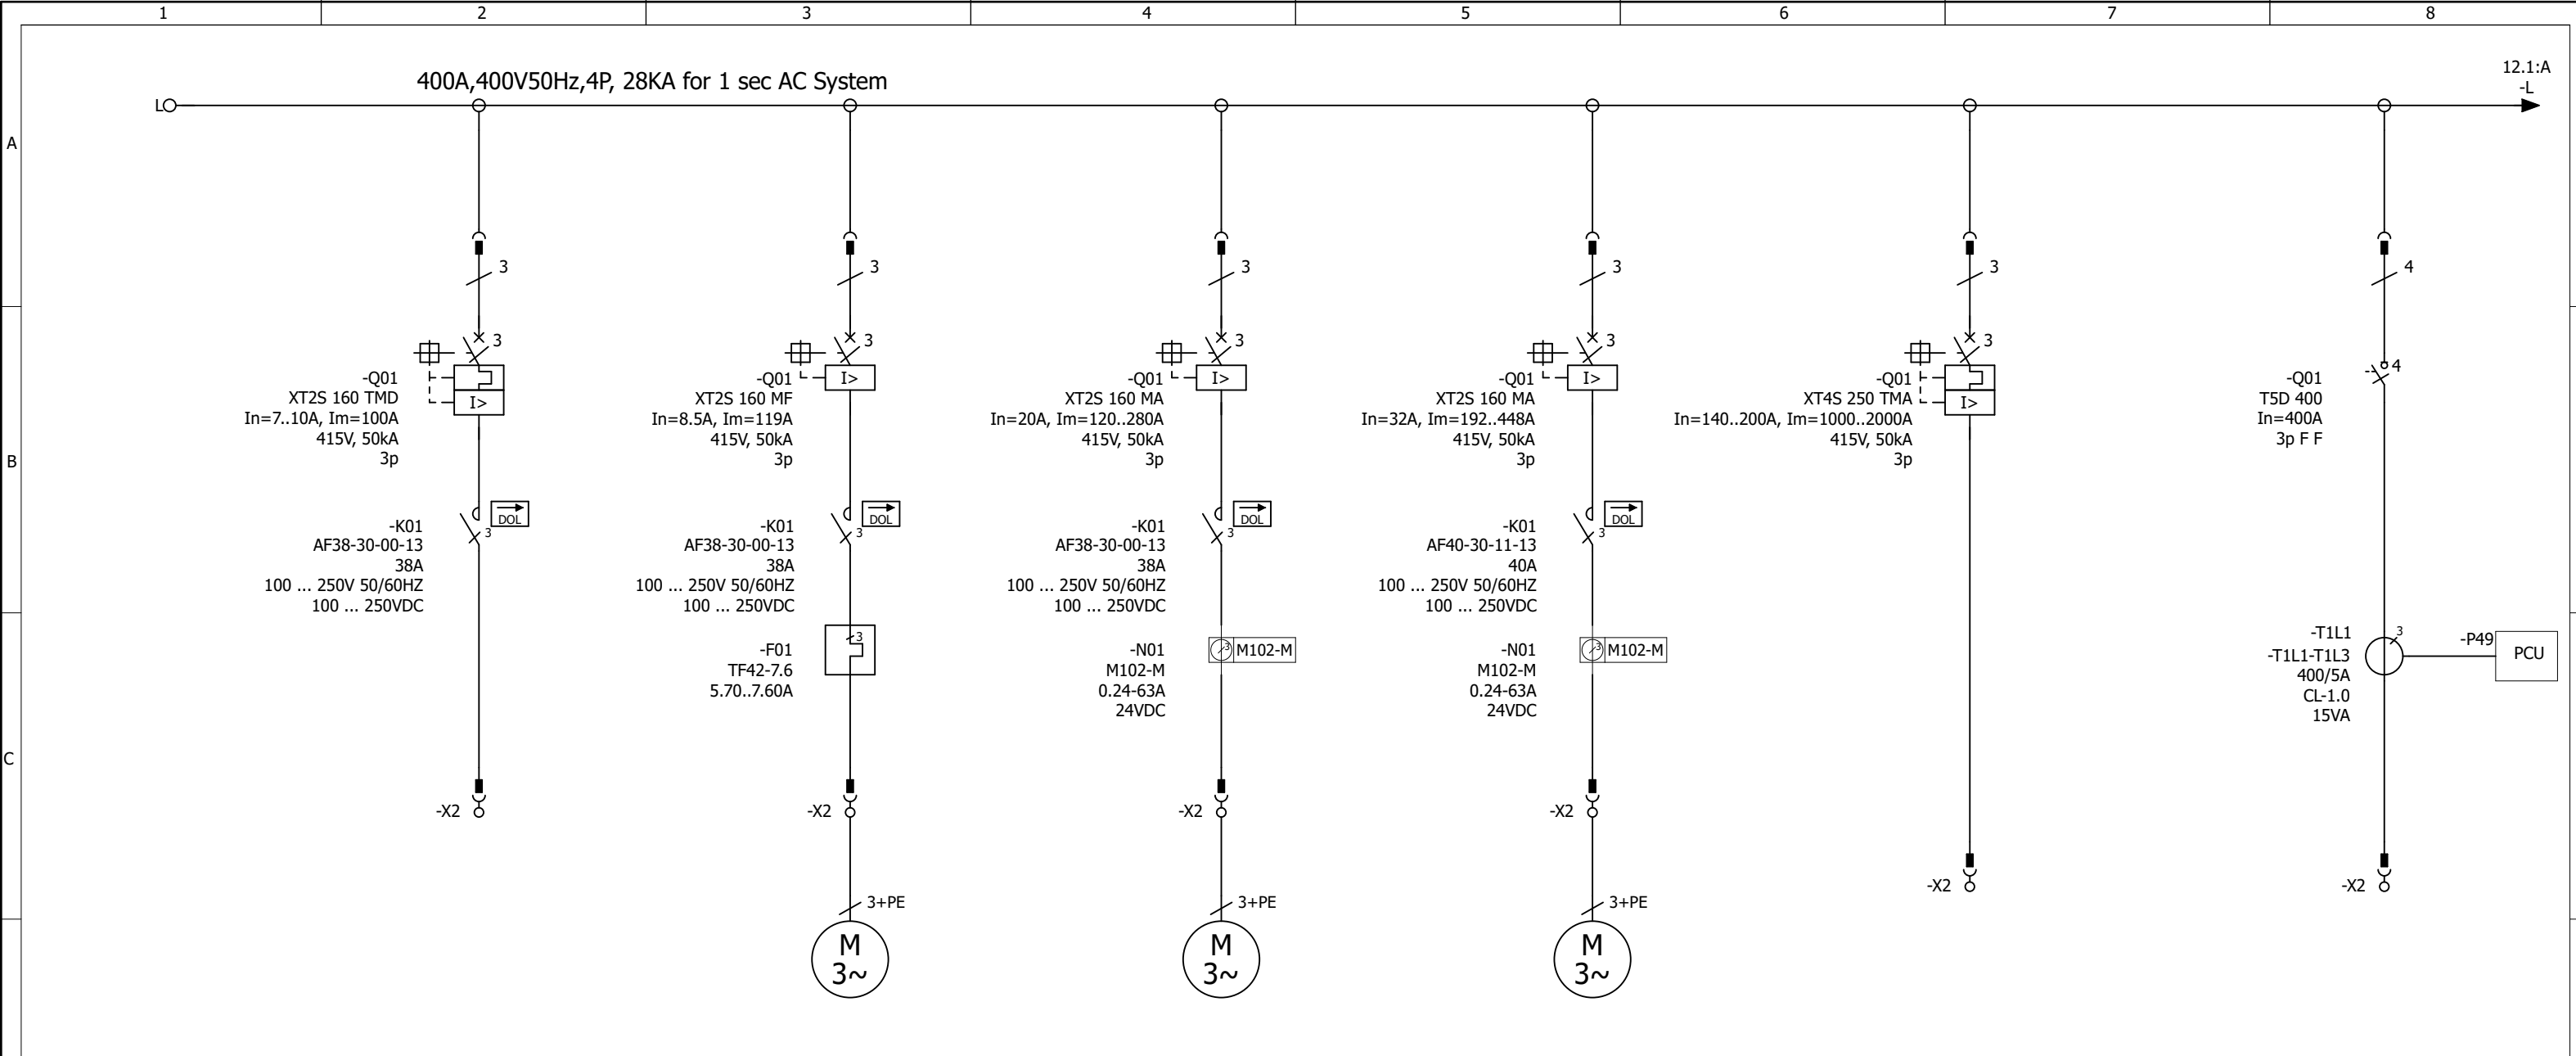 1 2 3 4 5 6 7 8
400A,400V50Hz,4P, 28KA for 1 sec AC System
12.1:A
-L
L
A
B
C
3
3
-Q01
XT2S 160 TMD
In=7..10A, Im=100A
415V, 50kA
3p
I>
-K01
AF38-30-00-13
38A
100 ... 250V 50/60HZ
100 ... 250VDC
DOL
3
-X2
3
3
-Q01
XT2S 160 MF
In=8.5A, Im=119A
415V, 50kA
3p
I>
-K01
AF38-30-00-13
38A
100 ... 250V 50/60HZ
100 ... 250VDC
DOL
3
-F01
TF42-7.6
5.70..7.60A
3
-X2
3+PE
M
3~
3
3
-Q01
XT2S 160 MA
In=20A, Im=120..280A
415V, 50kA
3p
I>
-K01
AF38-30-00-13
38A
100 ... 250V 50/60HZ
100 ... 250VDC
DOL
3
-N01
M102-M
0.24-63A
24VDC
3
M102-M
-X2
3+PE
M
3~
3
3
-Q01
XT2S 160 MA
In=32A, Im=192..448A
415V, 50kA
3p
I>
-K01
AF40-30-11-13
40A
100 ... 250V 50/60HZ
100 ... 250VDC
DOL
3
-N01
M102-M
0.24-63A
24VDC
3
M102-M
-X2
3+PE
M
3~
3
3
-Q01
XT4S 250 TMA
In=140..200A, Im=1000..2000A
415V, 50kA
3p
I>
-X2
4
4
-Q01
T5D 400
In=400A
3p F F
-T1L1
-T1L1-T1L3
400/5A
CL-1.0
15VA
3
-P49
PCU
-X2